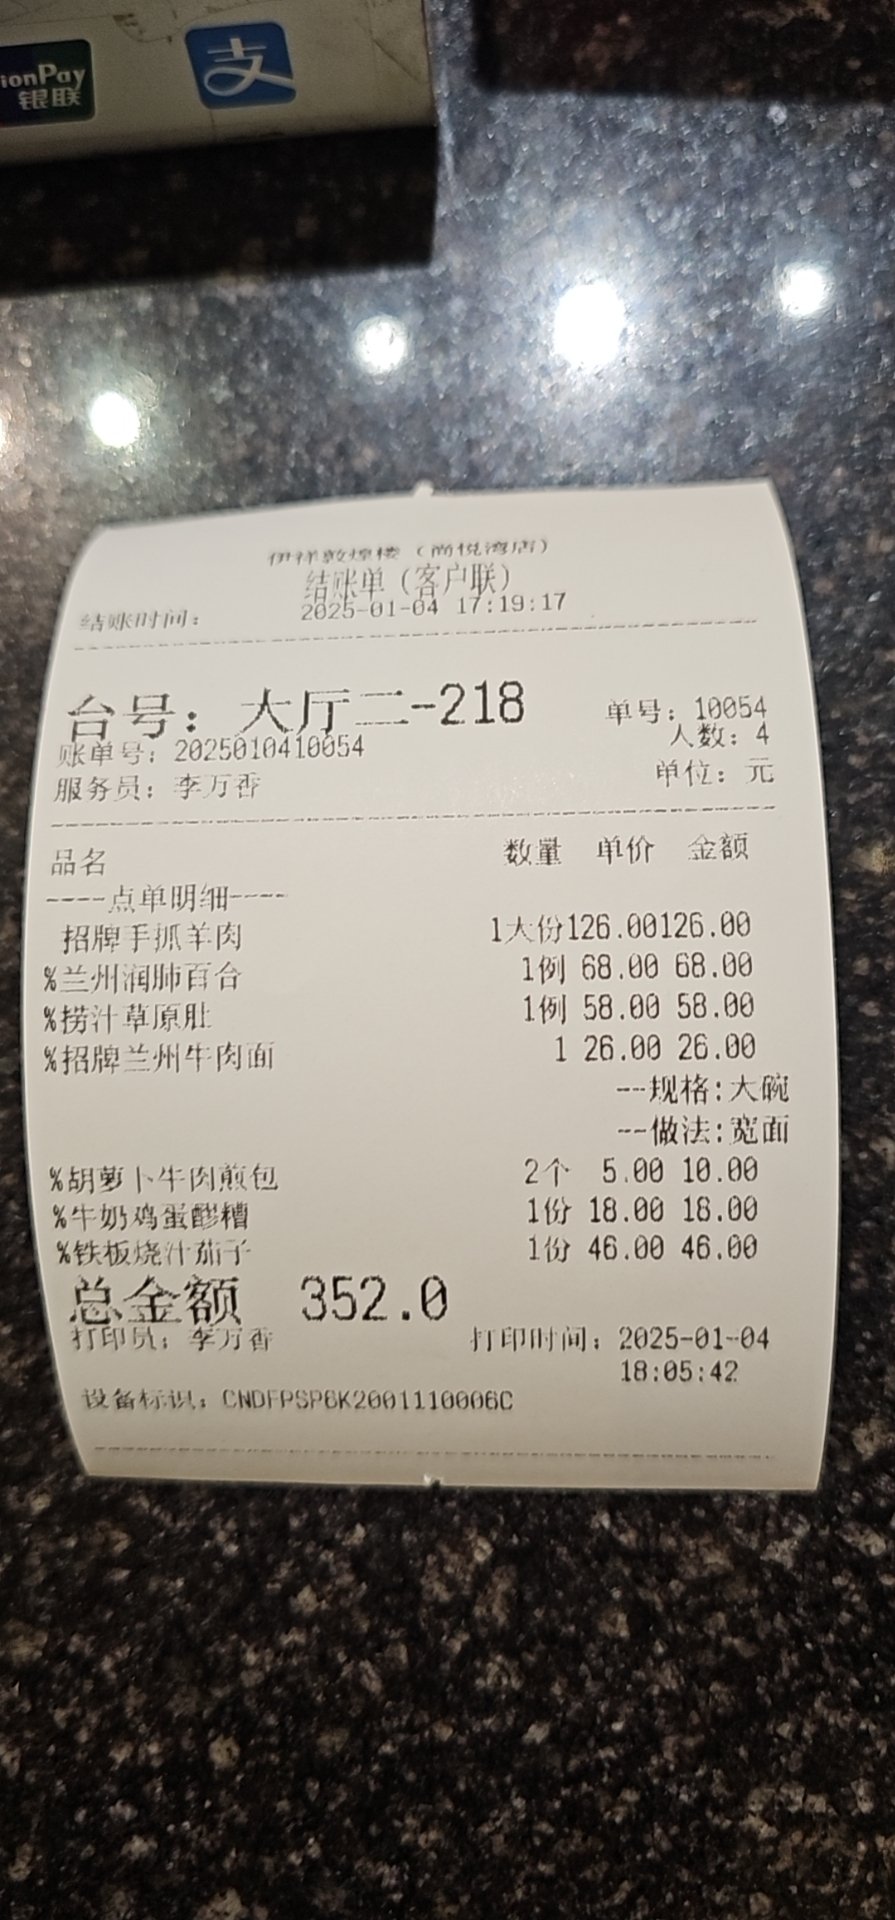 ionPay
银联
支
伊祥敦煌楼（尚悦湾店）
结账单（客户联）
结账时间： 2025-01-04 17:19:17
台号：大厅二-218 单号：10054
账单号：2025010410054 人数：4
服务员：李万香 单位：元
品名 数量 单价 金额
----点单明细----
招牌手抓羊肉 1大份126.00126.00
%兰州润肺百合 1例 68.00 68.00
%捞汁草原肚 1例 58.00 58.00
%招牌兰州牛肉面 1 26.00 26.00
--规格:大碗
--做法:宽面
%胡萝卜牛肉煎包 2个 5.00 10.00
%牛奶鸡蛋醪糟 1份 18.00 18.00
%铁板烧汁茄子 1份 46.00 46.00
总金额 352.0
打印员：李万香 打印时间：2025-01-04
18:05:42
设备标识：CNDFPSP6K2001110006C